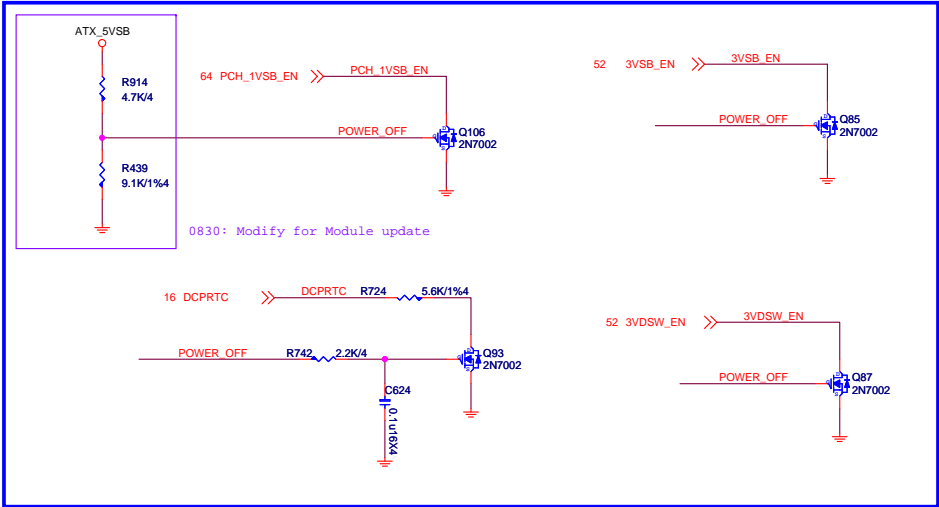 ATX_5VSB
R914
4.7K/4
R439
9.1K/1%4
64 PCH_1VSB_EN
PCH_1VSB_EN
POWER_OFF
D
G
S
Q106
2N7002
0830: Modify for Module update
52 3VSB_EN
3VSB_EN
POWER_OFF
D
G
S
Q85
2N7002
16 DCPRTC
DCPRTC
R724
5.6K/1%4
POWER_OFF
R742
2.2K/4
C624
0.1u16X4
D
G
S
Q93
2N7002
52 3VDSW_EN
3VDSW_EN
POWER_OFF
D
G
S
Q87
2N7002